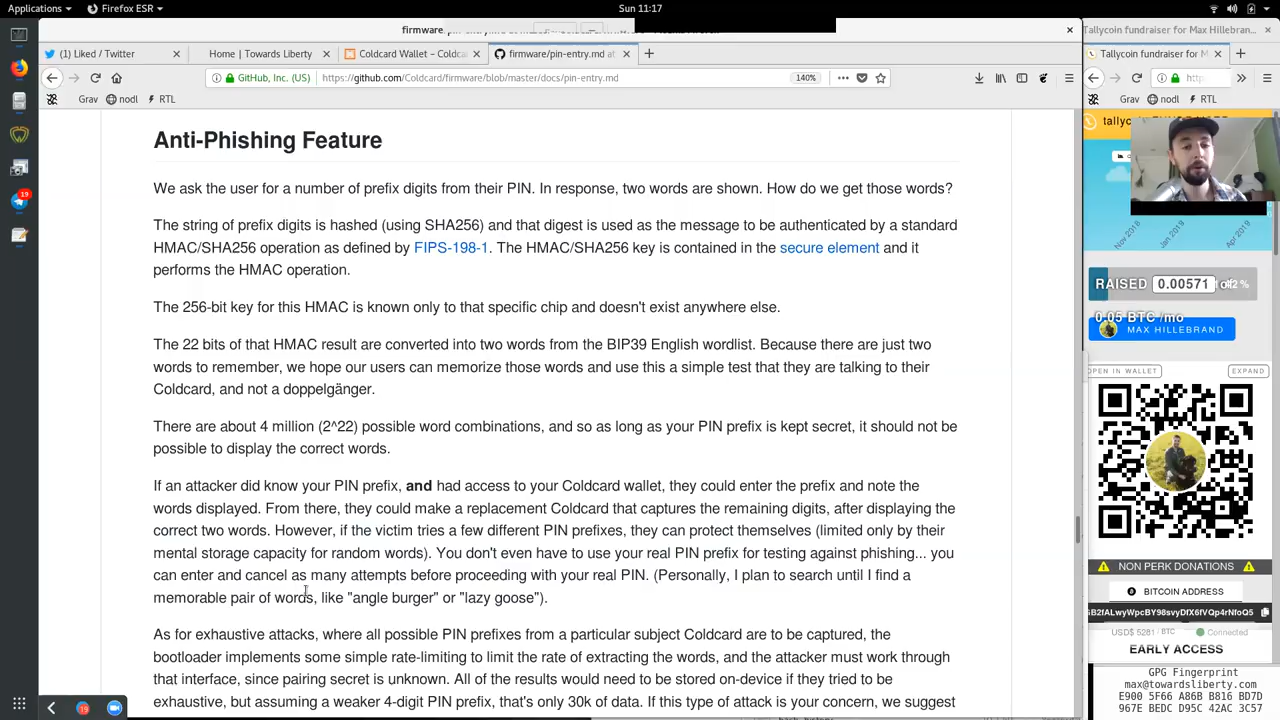 Applications
Firefox ESR
Sun 11:17
firmware
Tallycoin fundraiser for Max Hillebran...
(1) Liked / Twitter
Home | Towards Liberty
Coldcard Wallet – Coldca
firmware/pin-entry.md at
Tallycoin fundraiser for M
GitHub, Inc. (US)
https://github.com/Coldcard/firmware/blob/master/docs/pin-entry.md
140%
Grav nodl RTL
Grav nodl RTL
Anti-Phishing Feature
We ask the user for a number of prefix digits from their PIN. In response, two words are shown. How do we get those words?
The string of prefix digits is hashed (using SHA256) and that digest is used as the message to be authenticated by a standard
HMAC/SHA256 operation as defined by FIPS-198-1. The HMAC/SHA256 key is contained in the secure element and it
performs the HMAC operation.
The 256-bit key for this HMAC is known only to that specific chip and doesn't exist anywhere else.
The 22 bits of that HMAC result are converted into two words from the BIP39 English wordlist. Because there are just two
words to remember, we hope our users can memorize those words and use this a simple test that they are talking to their
Coldcard, and not a doppelgänger.
There are about 4 million (2^22) possible word combinations, and so as long as your PIN prefix is kept secret, it should not be
possible to display the correct words.
If an attacker did know your PIN prefix, and had access to your Coldcard wallet, they could enter the prefix and note the
words displayed. From there, they could make a replacement Coldcard that captures the remaining digits, after displaying the
correct two words. However, if the victim tries a few different PIN prefixes, they can protect themselves (limited only by their
mental storage capacity for random words). You don't even have to use your real PIN prefix for testing against phishing... you
can enter and cancel as many attempts before proceeding with your real PIN. (Personally, I plan to search until I find a
memorable pair of words, like "angle burger" or "lazy goose").
As for exhaustive attacks, where all possible PIN prefixes from a particular subject Coldcard are to be captured, the
bootloader implements some simple rate-limiting to limit the rate of extracting the words, and the attacker must work through
that interface, since pairing secret is unknown. All of the results would need to be stored on-device if they tried to be
exhaustive, but assuming a weaker 4-digit PIN prefix, that's only 30k of data. If this type of attack is your concern, we suggest
19
19
tallyc
Nov 2018
Jan 2019
Apr 2019
RAISED 0.00571 of
0.05 BTC /mo
MAX HILLEBRAND
OPEN IN WALLET
EXPAND
NON PERK DONATIONS
BITCOIN ADDRESS
USD$ 5281 / BTC
Connected
EARLY ACCESS
GPG Fingerprint
max@towardsliberty.com
E900 5F66 A86B B816 BD7D
967E BEDC D95C 42AC 3C57